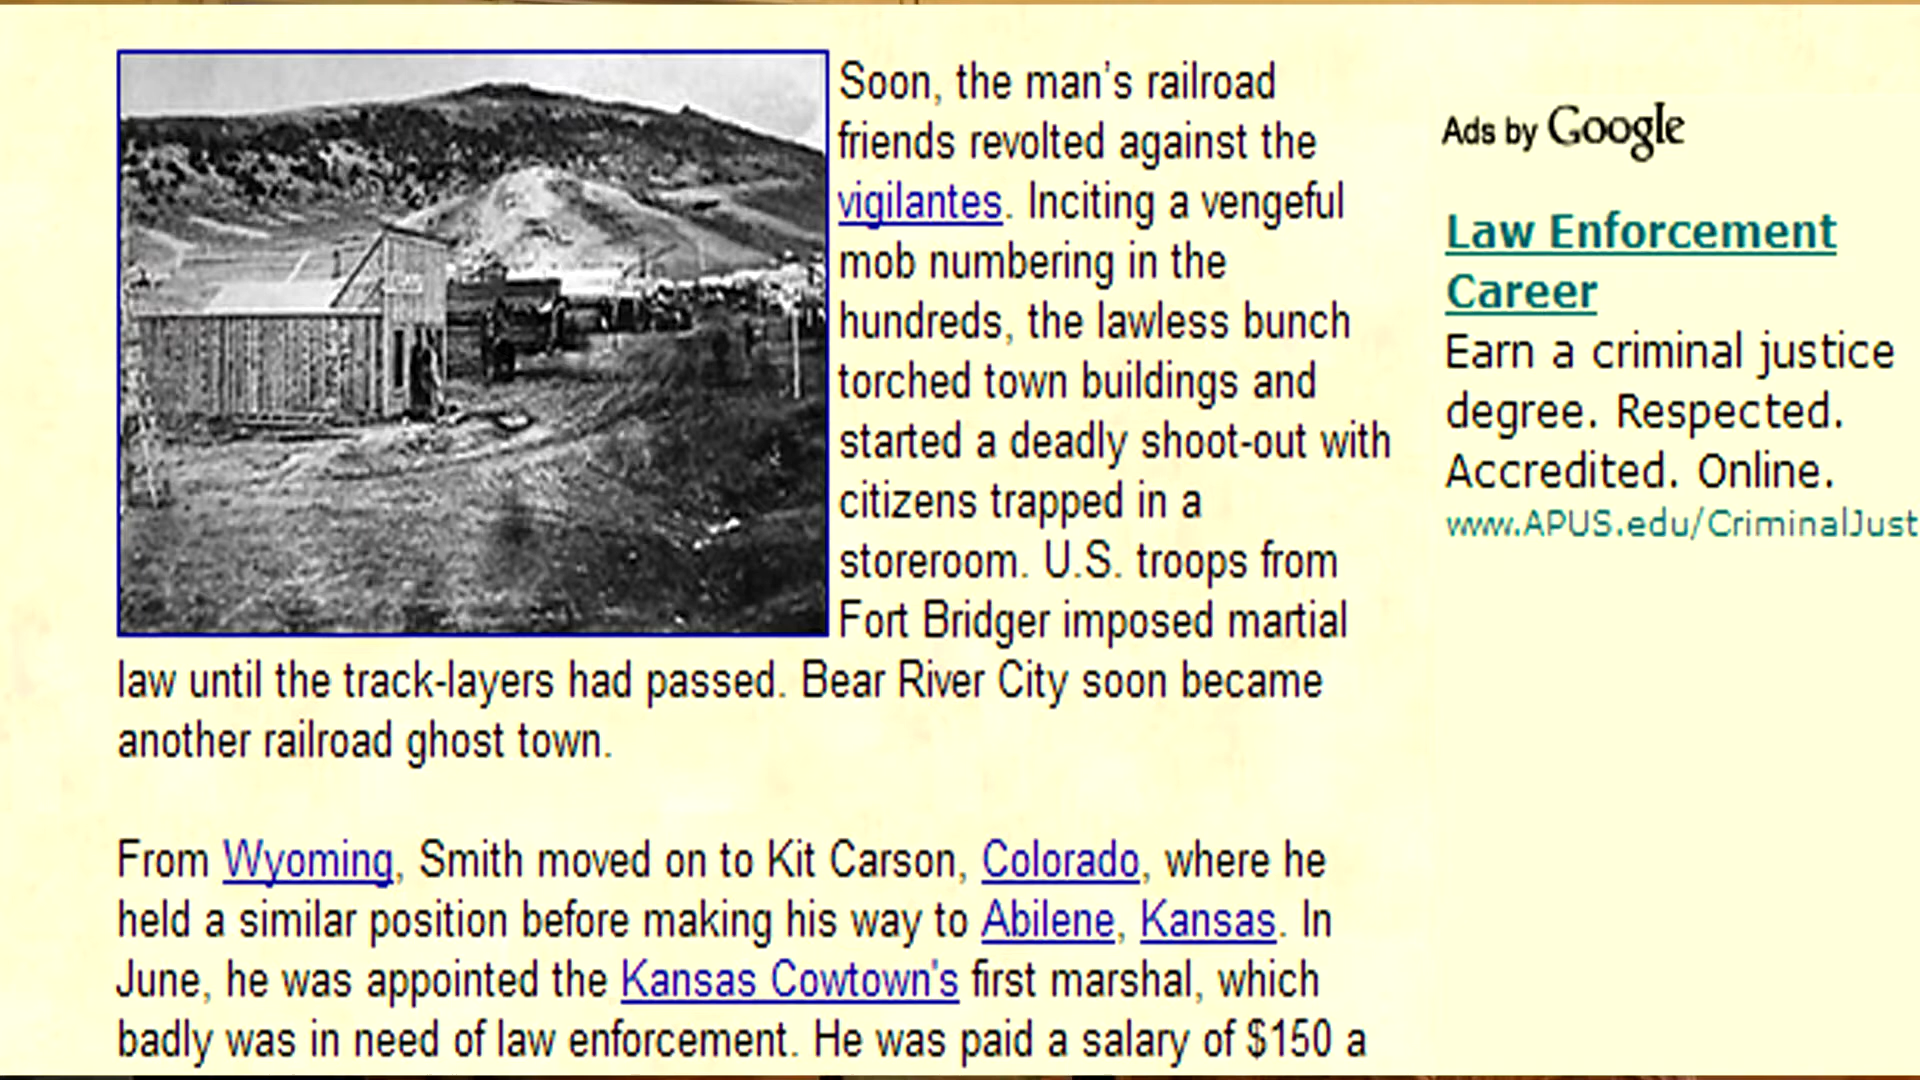 Soon, the man's railroad
friends revolted against the
vigilantes. Inciting a vengeful
mob numbering in the
hundreds, the lawless bunch
torched town buildings and
started a deadly shoot-out with
citizens trapped in a
storeroom. U.S. troops from
Fort Bridger imposed martial
law until the track-layers had passed. Bear River City soon became
another railroad ghost town.
From Wyoming, Smith moved on to Kit Carson, Colorado, where he
held a similar position before making his way to Abilene, Kansas. In
June, he was appointed the Kansas Cowtown's first marshal, which
badly was in need of law enforcement. He was paid a salary of $150 a
Ads by Google
Law Enforcement
Career
Earn a criminal justice
degree. Respected.
Accredited. Online.
www.APUS.edu/CriminalJust